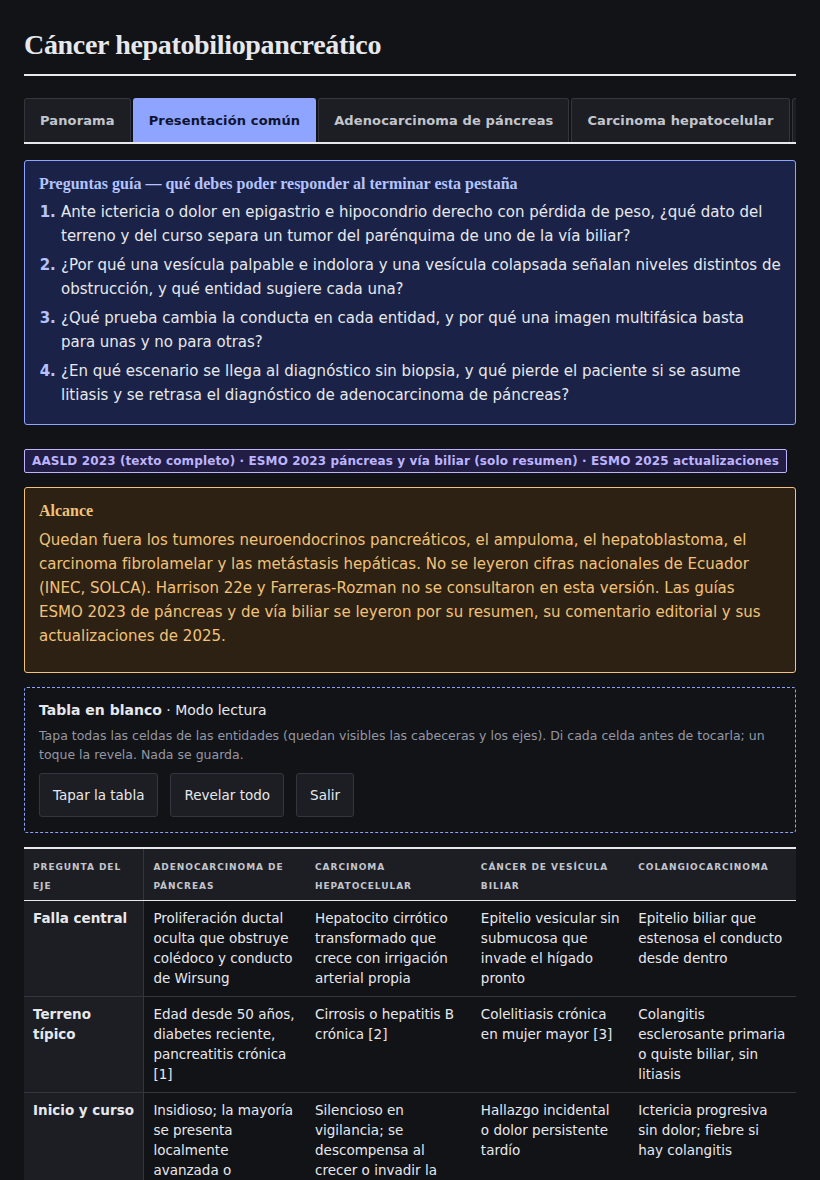 Cáncer hepatobiliopancreático
Panorama
Presentación común
Adenocarcinoma de páncreas
Carcinoma hepatocelular
Preguntas guía — qué debes poder responder al terminar esta pestaña
1. Ante ictericia o dolor en epigastrio e hipocondrio derecho con pérdida de peso, ¿qué dato del
terreno y del curso separa un tumor del parénquima de uno de la vía biliar?
2. ¿Por qué una vesícula palpable e indolora y una vesícula colapsada señalan niveles distintos de
obstrucción, y qué entidad sugiere cada una?
3. ¿Qué prueba cambia la conducta en cada entidad, y por qué una imagen multifásica basta
para unas y no para otras?
4. ¿En qué escenario se llega al diagnóstico sin biopsia, y qué pierde el paciente si se asume
litiasis y se retrasa el diagnóstico de adenocarcinoma de páncreas?
AASLD 2023 (texto completo) · ESMO 2023 páncreas y vía biliar (solo resumen) · ESMO 2025 actualizaciones
Alcance
Quedan fuera los tumores neuroendocrinos pancreáticos, el ampuloma, el hepatoblastoma, el
carcinoma fibrolamelar y las metástasis hepáticas. No se leyeron cifras nacionales de Ecuador
(INEC, SOLCA). Harrison 22e y Farreras-Rozman no se consultaron en esta versión. Las guías
ESMO 2023 de páncreas y de vía biliar se leyeron por su resumen, su comentario editorial y sus
actualizaciones de 2025.
Tabla en blanco · Modo lectura
Tapa todas las celdas de las entidades (quedan visibles las cabeceras y los ejes). Di cada celda antes de tocarla; un
toque la revela. Nada se guarda.
Tapar la tabla
Revelar todo
Salir
PREGUNTA DEL
EJE
ADENOCARCINOMA DE
PÁNCREAS
CARCINOMA
HEPATOCELULAR
CÁNCER DE VESÍCULA
BILIAR
COLANGIOCARCINOMA
Falla central
Proliferación ductal
oculta que obstruye
colédoco y conducto
de Wirsung
Hepatocito cirrótico
transformado que
crece con irrigación
arterial propia
Epitelio vesicular sin
submucosa que
invade el hígado
pronto
Epitelio biliar que
estenosa el conducto
desde dentro
Terreno
típico
Edad desde 50 años,
diabetes reciente,
pancreatitis crónica
[1]
Cirrosis o hepatitis B
crónica [2]
Colelitiasis crónica
en mujer mayor [3]
Colangitis
esclerosante primaria
o quiste biliar, sin
litiasis
Inicio y curso
Insidioso; la mayoría
se presenta
localmente
avanzada o
Silencioso en
vigilancia; se
descompensa al
crecer o invadir la
Hallazgo incidental
o dolor persistente
tardío
Ictericia progresiva
sin dolor; fiebre si
hay colangitis